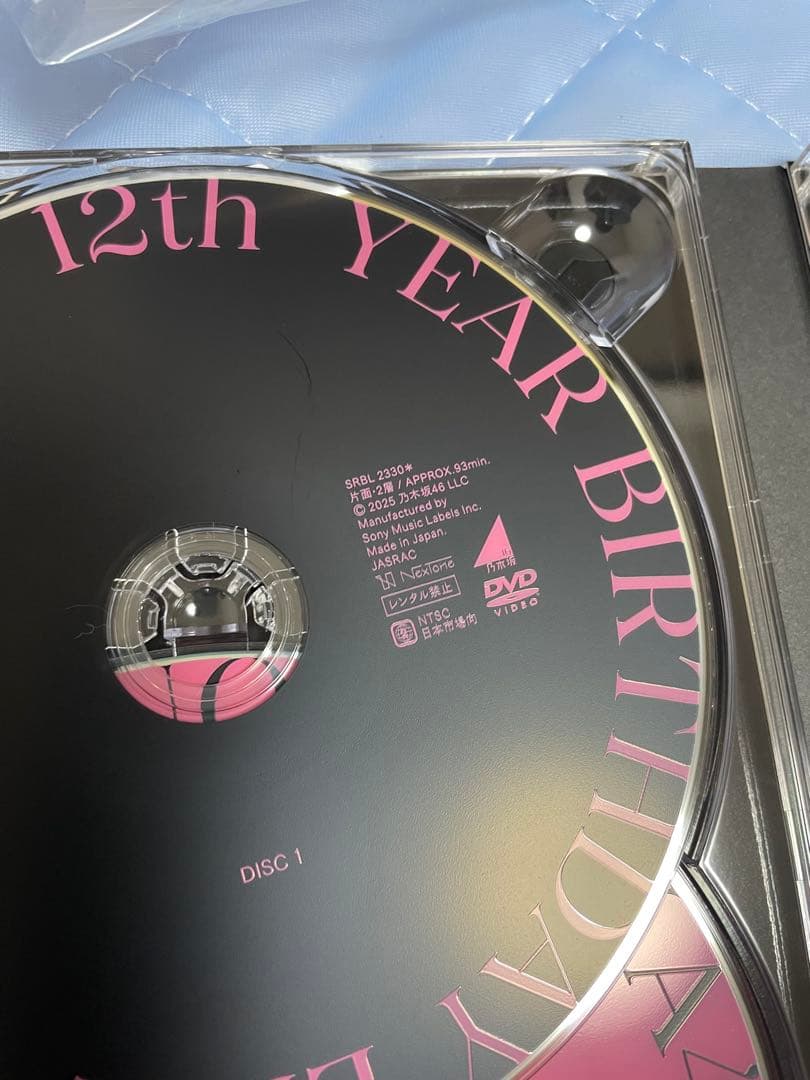 12th YEAR BIRTHDAY
SRBL 2330*
片面・2層 / APPROX.93min.
© 2025 乃木坂46 LLC
Manufactured by
Sony Music Labels Inc.
Made in Japan.
JASRAC
NexTone
レンタル禁止
NTSC
日本市場向
乃木坂
46
DVD
VIDEO
DISC 1